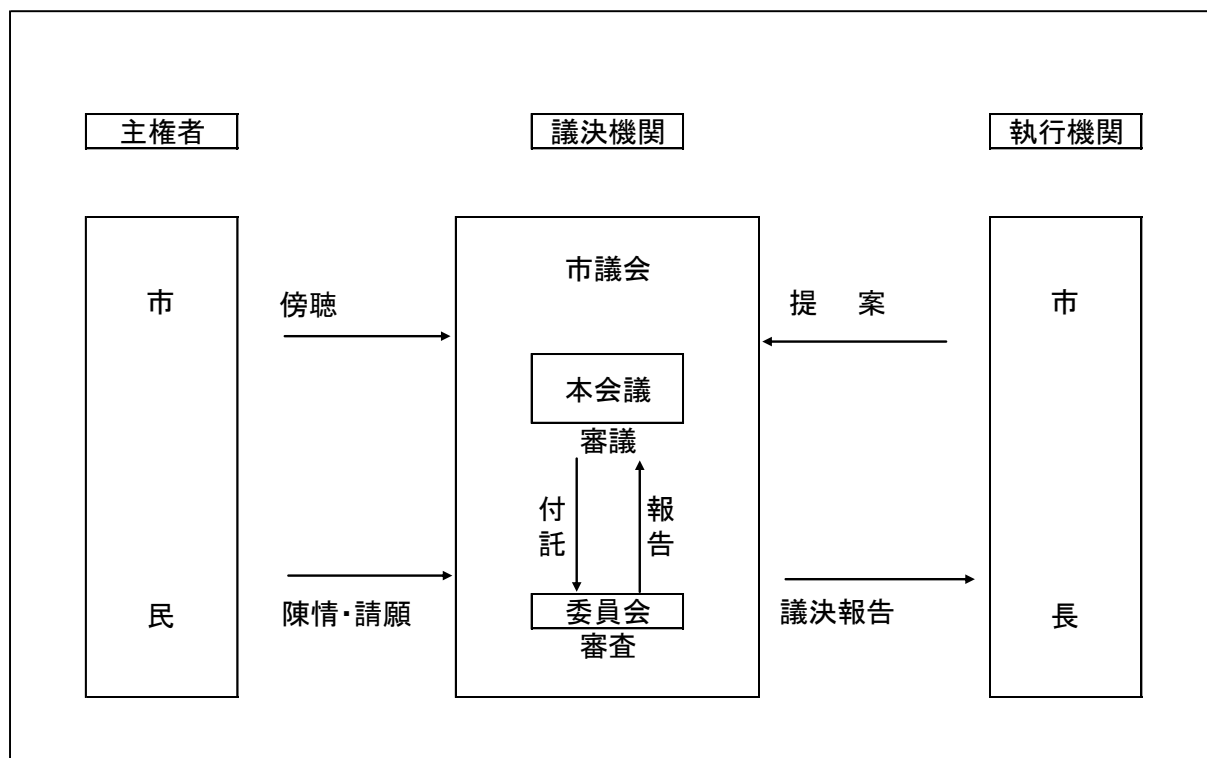 主権者
議決機関
執行機関
市民
傍聴
陳情・請願
市議会
本会議
審議
付託
報告
委員会
審査
提案
議決報告
市長